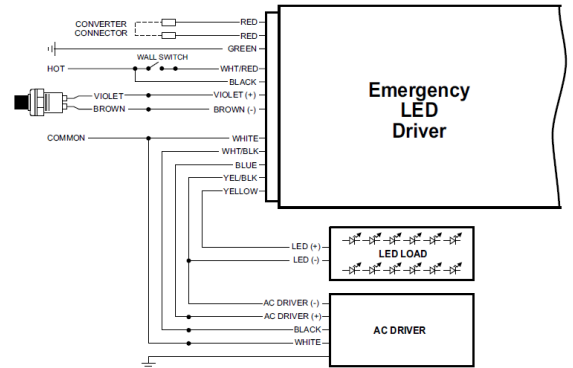 CONVERTER
CONNECTOR
RED
RED
GREEN
WALL SWITCH
HOT
WHT/RED
BLACK
VIOLET
VIOLET (+)
BROWN
BROWN (-)
COMMON
WHITE
WHT/BLK
BLUE
YEL/BLK
YELLOW
Emergency
LED
Driver
LED (+)
LED (-)
LED LOAD
AC DRIVER (-)
AC DRIVER (+)
BLACK
WHITE
AC DRIVER